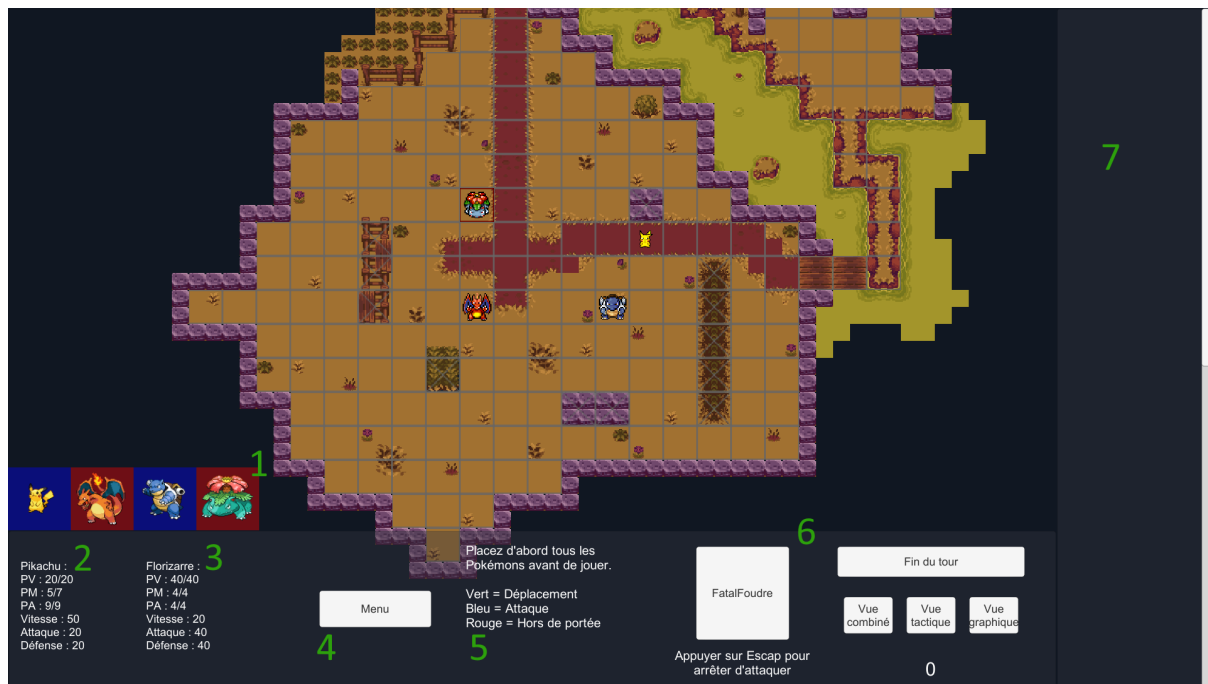 7
1
2
3
Pikachu :
PV : 20/20
PM : 5/7
PA : 9/9
Vitesse : 50
Attaque : 20
Défense : 20
Florizarre :
PV : 40/40
PM : 4/4
PA : 4/4
Vitesse : 20
Attaque : 40
Défense : 40
Menu
4
Placez d'abord tous les
Pokémons avant de jouer.
Vert = Déplacement
Bleu = Attaque
Rouge = Hors de portée
5
6
FatalFoudre
Appuyer sur Escap pour
arrêter d'attaquer
Fin du tour
Vue
combiné
Vue
tactique
Vue
graphique
0